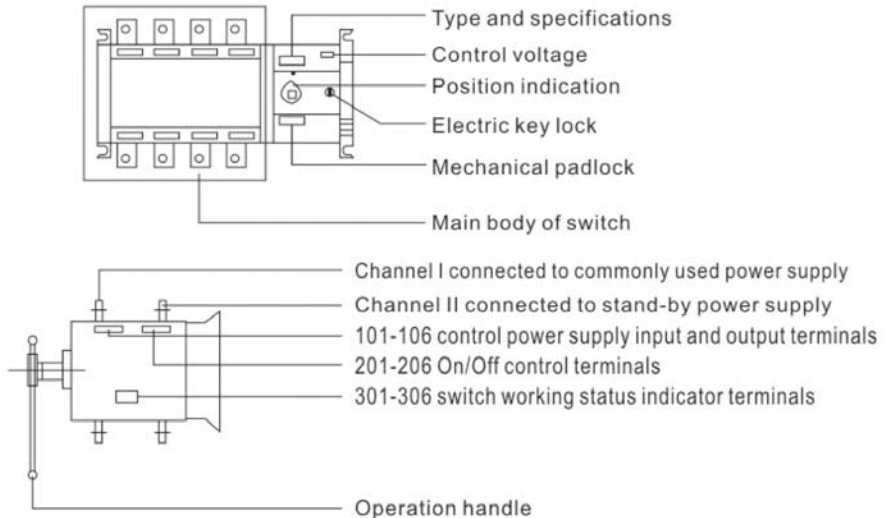 Type and specifications
Control voltage
Position indication
Electric key lock
Mechanical padlock
Main body of switch
Channel I connected to commonly used power supply
Channel II connected to stand-by power supply
101-106 control power supply input and output terminals
201-206 On/Off control terminals
301-306 switch working status indicator terminals
Operation handle